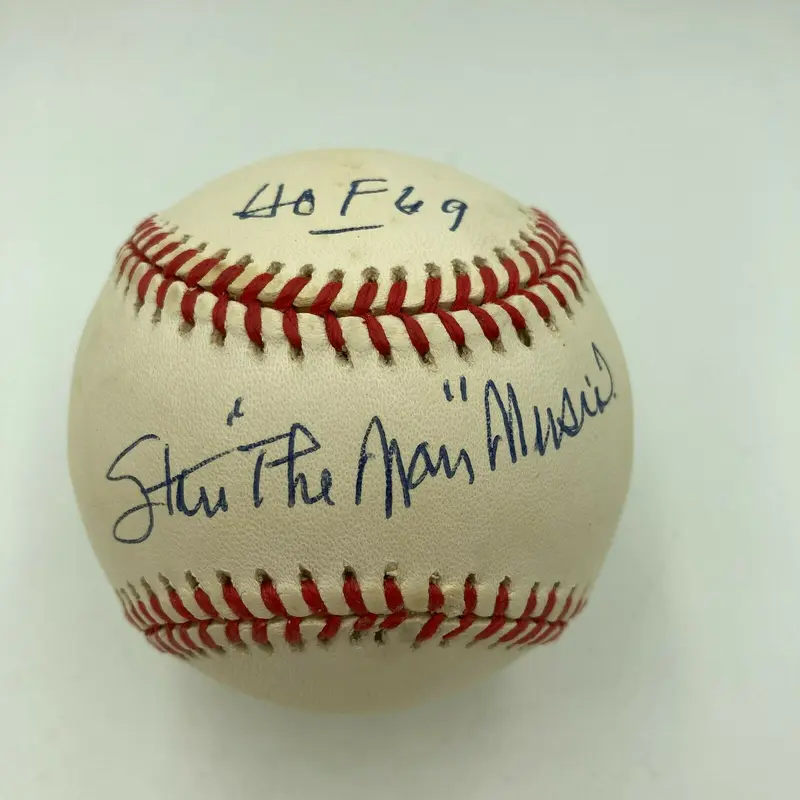 HOF 69
Stan "The Man" Musial